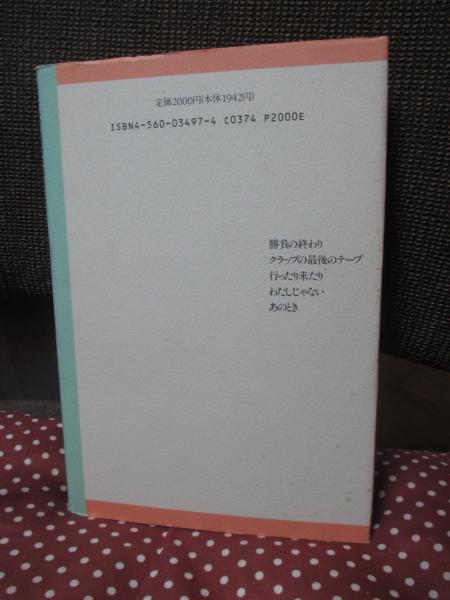 定価2000円(本体1942円)
ISBN4-560-03497-4 C0374 P2000E
勝負の終わり
クラップの最後のテープ
行ったり来たり
わたしじゃない
あのとき